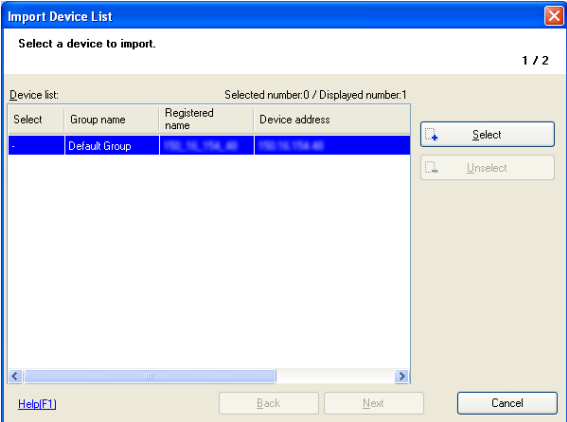 Import Device List
Select a device to import.
1 / 2
Device list:
Selected number:0 / Displayed number:1
Select Group name Registered name Device address
- Default Group
Select
Unselect
Help(F1)
Back Next Cancel